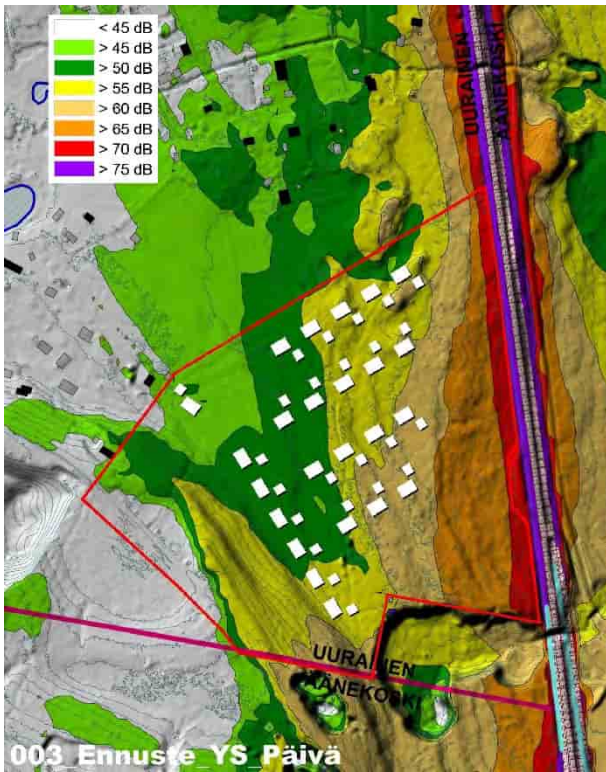 < 45 dB
> 45 dB
> 50 dB
> 55 dB
> 60 dB
> 65 dB
> 70 dB
> 75 dB
UURAINEN
ÄÄNEKOSKI
UURAINEN
ÄÄNEKOSKI
003_Ennuste_YS_Päivä